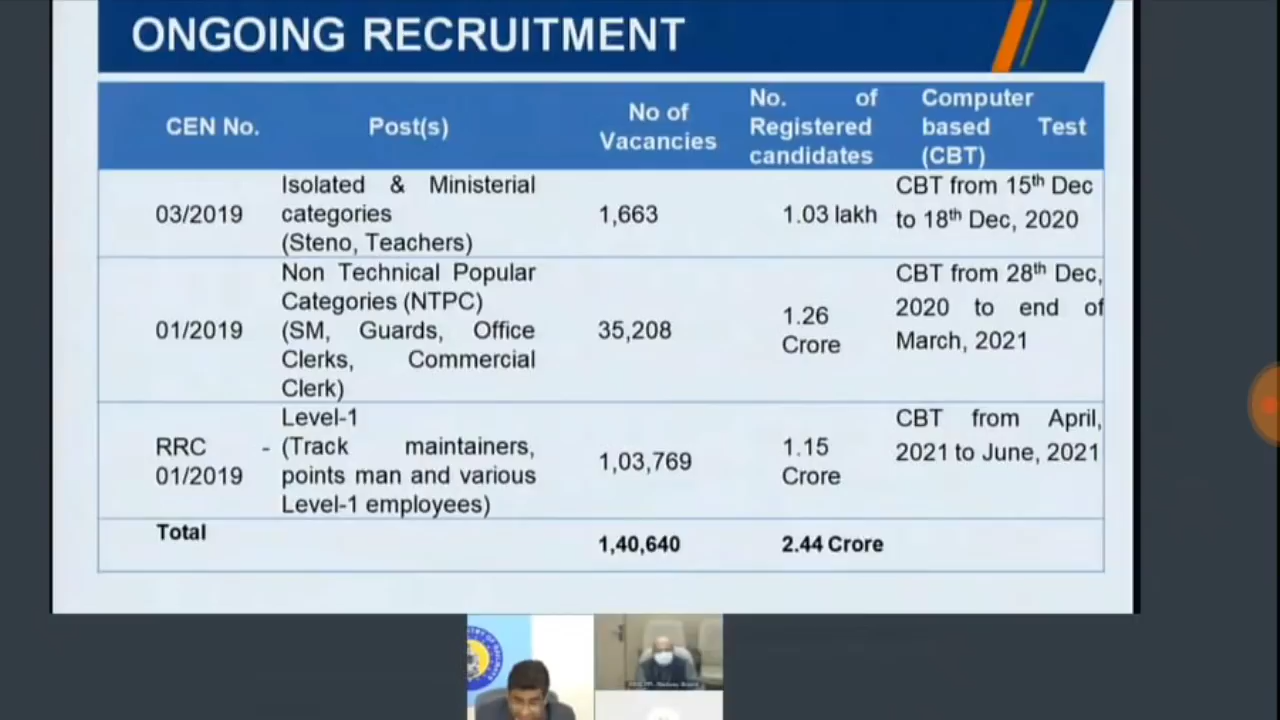 ONGOING RECRUITMENT
CEN No.
Post(s)
No of
Vacancies
No. of
Registered
candidates
Computer
based Test
(CBT)
03/2019
Isolated & Ministerial
categories
(Steno, Teachers)
1,663
1.03 lakh
CBT from 15th Dec
to 18th Dec, 2020
01/2019
Non Technical Popular
Categories (NTPC)
(SM, Guards, Office
Clerks, Commercial
Clerk)
35,208
1.26
Crore
CBT from 28th Dec,
2020 to end of
March, 2021
RRC -
01/2019
Level-1
(Track maintainers,
points man and various
Level-1 employees)
1,03,769
1.15
Crore
CBT from April,
2021 to June, 2021
Total
1,40,640
2.44 Crore